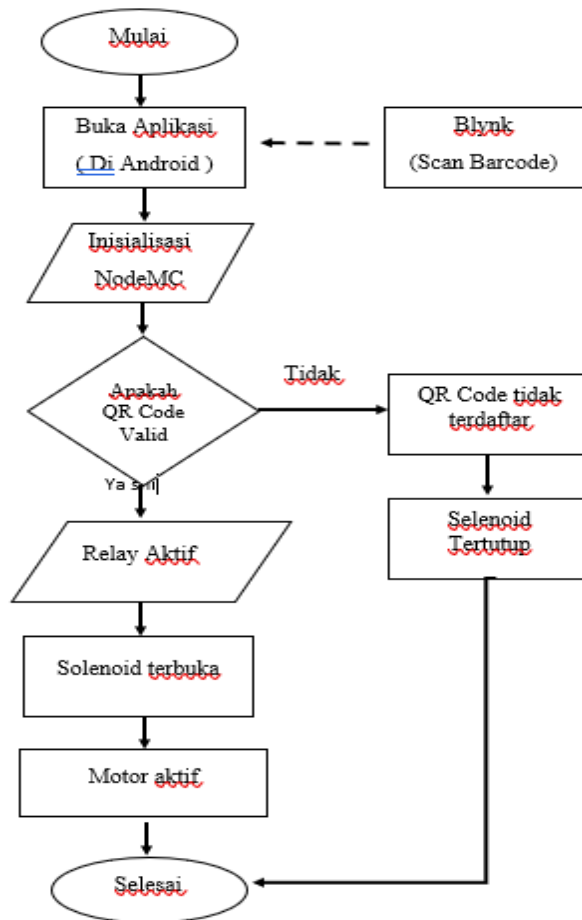 Mulai
Buka Aplikasi
( Di Android )
Blynk
(Scan Barcode)
Inisialisasi
NodeMC
Apakah
QR Code
Valid
Tidak
QR Code tidak
terdaftar
Ya
Selenoid
Tertutup
Relay Aktif
Solenoid terbuka
Motor aktif
Selesai